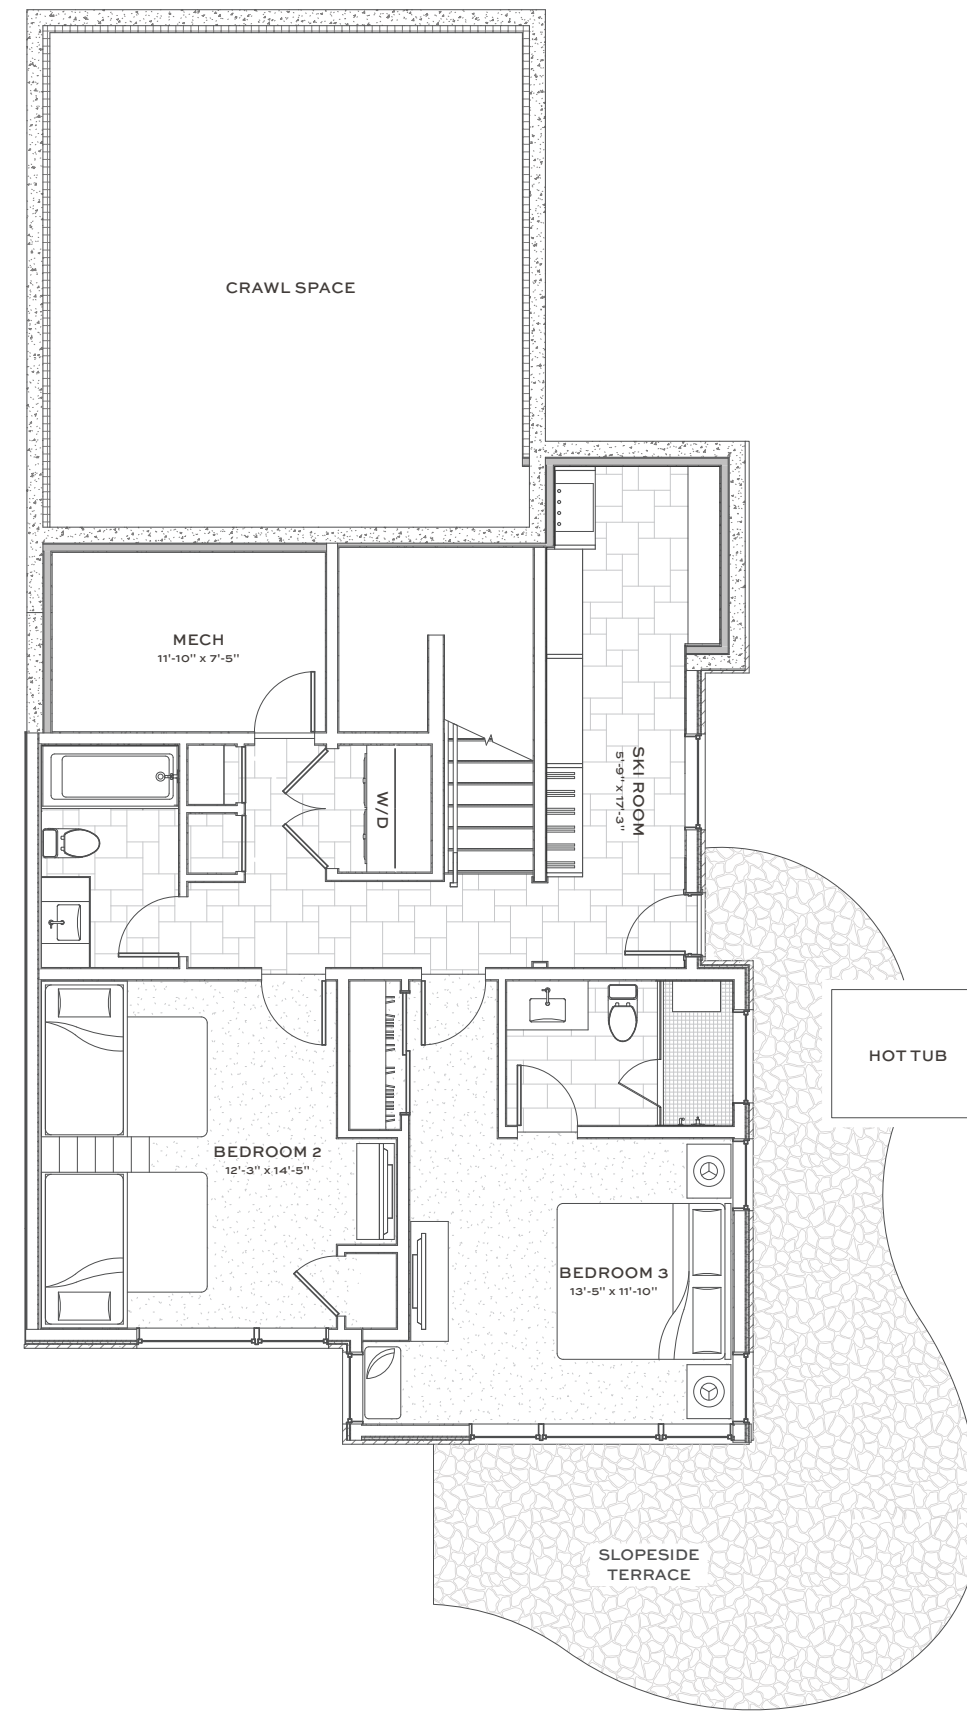 CRAWL SPACE
MECH
11'-10" x 7'-5"
SKI ROOM
5'-9" x 17'-3"
W/D
HOT TUB
BEDROOM 2
12'-3" x 14'-5"
BEDROOM 3
13'-5" x 11'-10"
SLOPESIDE
TERRACE